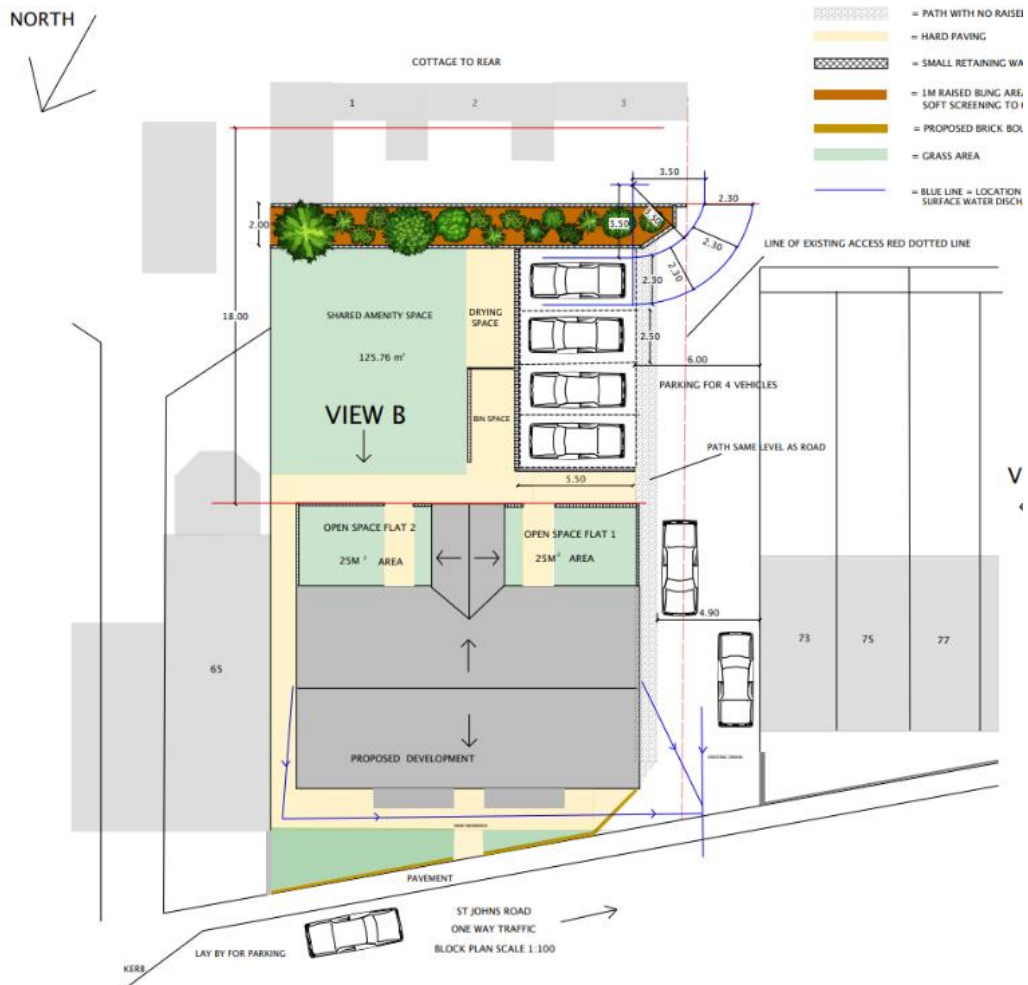 NORTH
= PATH WITH NO RAISE
= HARD PAVING
= SMALL RETAINING WA
= 1M RAISED BUNG ARE
SOFT SCREENING TO
= PROPOSED BRICK BOU
= GRASS AREA
= BLUE LINE = LOCATION
SURFACE WATER DISCH
COTTAGE TO REAR
1
2
3
3.50
2.30
3.50
3.50
2.30
2.30
2.30
2.00
LINE OF EXISTING ACCESS RED DOTTED LINE
18.00
SHARED AMENITY SPACE
125.76 m²
DRYING
SPACE
2.50
6.00
PARKING FOR 4 VEHICLES
VIEW B
BIN SPACE
PATH SAME LEVEL AS ROAD
5.50
V
OPEN SPACE FLAT 2
25M² AREA
OPEN SPACE FLAT 1
25M² AREA
4.90
65
73
75
77
PROPOSED DEVELOPMENT
EXISTING DRAIN
PAVEMENT
ST JOHNS ROAD
ONE WAY TRAFFIC
BLOCK PLAN SCALE 1:100
LAY BY FOR PARKING
KERB